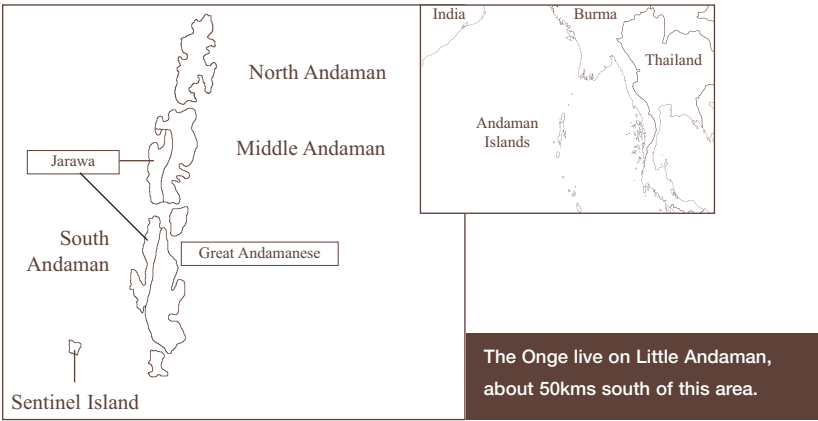 North Andaman
Middle Andaman
Jarawa
South
Andaman
Great Andamanese
Sentinel Island
India
Burma
Thailand
Andaman
Islands
The Onge live on Little Andaman,
about 50kms south of this area.